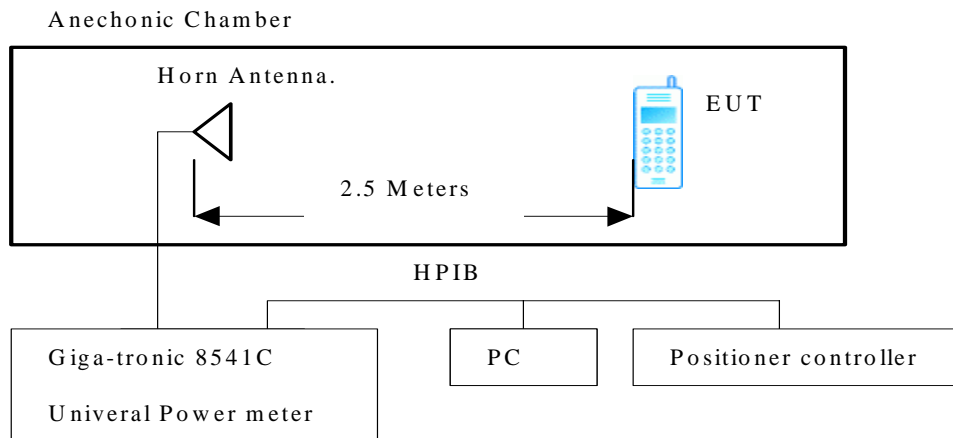 Anechonic Chamber
Horn Antenna.
EUT
2.5 Meters
HPIB
Giga-tronic 8541C
Univeral Power meter
PC
Positioner controller